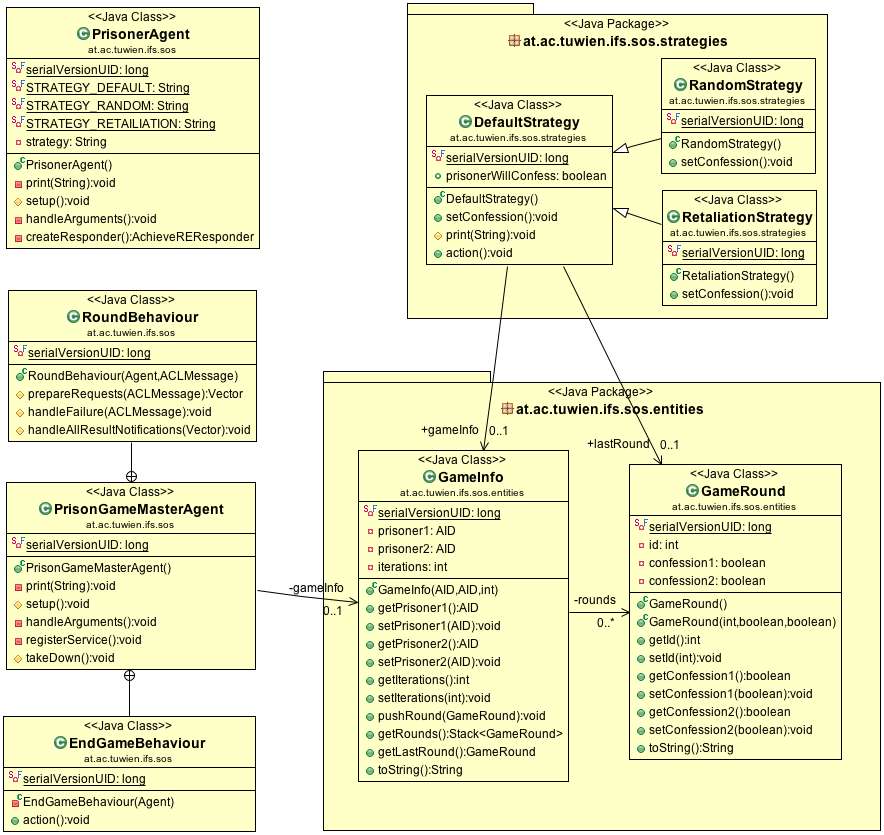 <<Java Class>>
PrisonerAgent
at.ac.tuwien.ifs.sos
serialVersionUID: long
STRATEGY_DEFAULT: String
STRATEGY_RANDOM: String
STRATEGY_RETAILIATION: String
strategy: String
PrisonerAgent()
print(String):void
setup():void
handleArguments():void
createResponder():AchieveREResponder
<<Java Class>>
RoundBehaviour
at.ac.tuwien.ifs.sos
serialVersionUID: long
RoundBehaviour(Agent,ACLMessage)
prepareRequests(ACLMessage):Vector
handleFailure(ACLMessage):void
handleAllResultNotifications(Vector):void
<<Java Class>>
PrisonGameMasterAgent
at.ac.tuwien.ifs.sos
serialVersionUID: long
PrisonGameMasterAgent()
print(String):void
setup():void
handleArguments():void
registerService():void
takeDown():void
<<Java Class>>
EndGameBehaviour
at.ac.tuwien.ifs.sos
serialVersionUID: long
EndGameBehaviour(Agent)
action():void
<<Java Package>>
at.ac.tuwien.ifs.sos.strategies
<<Java Class>>
DefaultStrategy
at.ac.tuwien.ifs.sos.strategies
serialVersionUID: long
prisonerWillConfess: boolean
DefaultStrategy()
setConfession():void
print(String):void
action():void
<<Java Class>>
RandomStrategy
at.ac.tuwien.ifs.sos.strategies
serialVersionUID: long
RandomStrategy()
setConfession():void
<<Java Class>>
RetaliationStrategy
at.ac.tuwien.ifs.sos.strategies
serialVersionUID: long
RetaliationStrategy()
setConfession():void
<<Java Package>>
at.ac.tuwien.ifs.sos.entities
+gameInfo 0..1
+lastRound 0..1
-gameInfo
0..1
<<Java Class>>
GameInfo
at.ac.tuwien.ifs.sos.entities
serialVersionUID: long
prisoner1: AID
prisoner2: AID
iterations: int
GameInfo(AID,AID,int)
getPrisoner1():AID
setPrisoner1(AID):void
getPrisoner2():AID
setPrisoner2(AID):void
getIterations():int
setIterations(int):void
pushRound(GameRound):void
getRounds():Stack<GameRound>
getLastRound():GameRound
toString():String
-rounds
0..*
<<Java Class>>
GameRound
at.ac.tuwien.ifs.sos.entities
serialVersionUID: long
id: int
confession1: boolean
confession2: boolean
GameRound()
GameRound(int,boolean,boolean)
getId():int
setId(int):void
getConfession1():boolean
setConfession1(boolean):void
getConfession2():boolean
setConfession2(boolean):void
toString():String